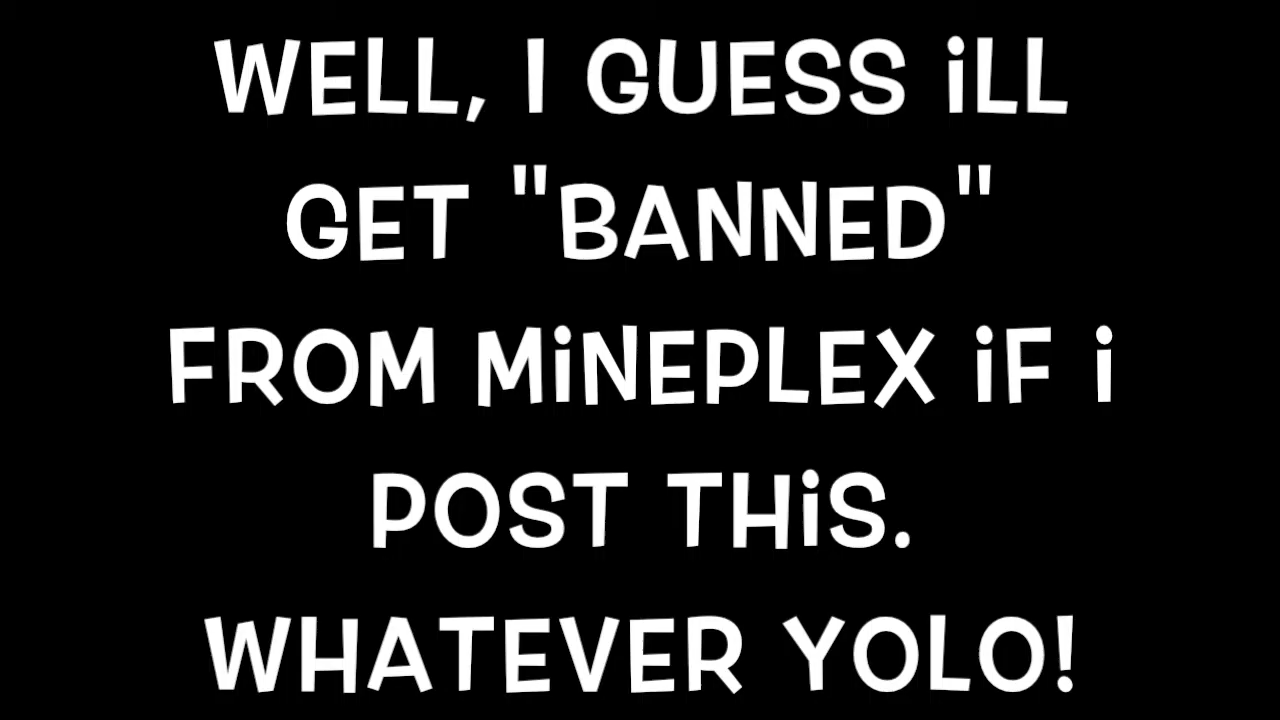 WELL, I GUESS iLL
GET "BANNED"
FROM MiNEPLEX iF i
POST THiS.
WHATEVER YOLO!